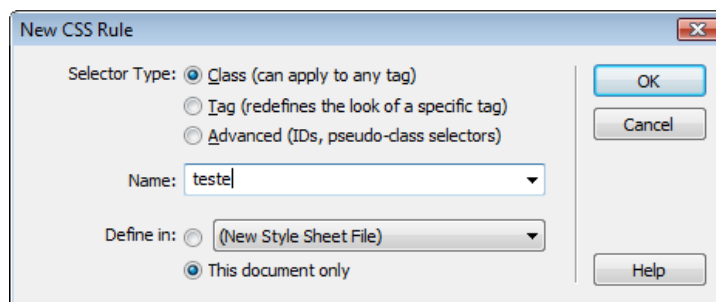 New CSS Rule
Selector Type: Class (can apply to any tag)
Tag (redefines the look of a specific tag)
Advanced (IDs, pseudo-class selectors)
Name: teste
Define in: (New Style Sheet File)
This document only
OK
Cancel
Help